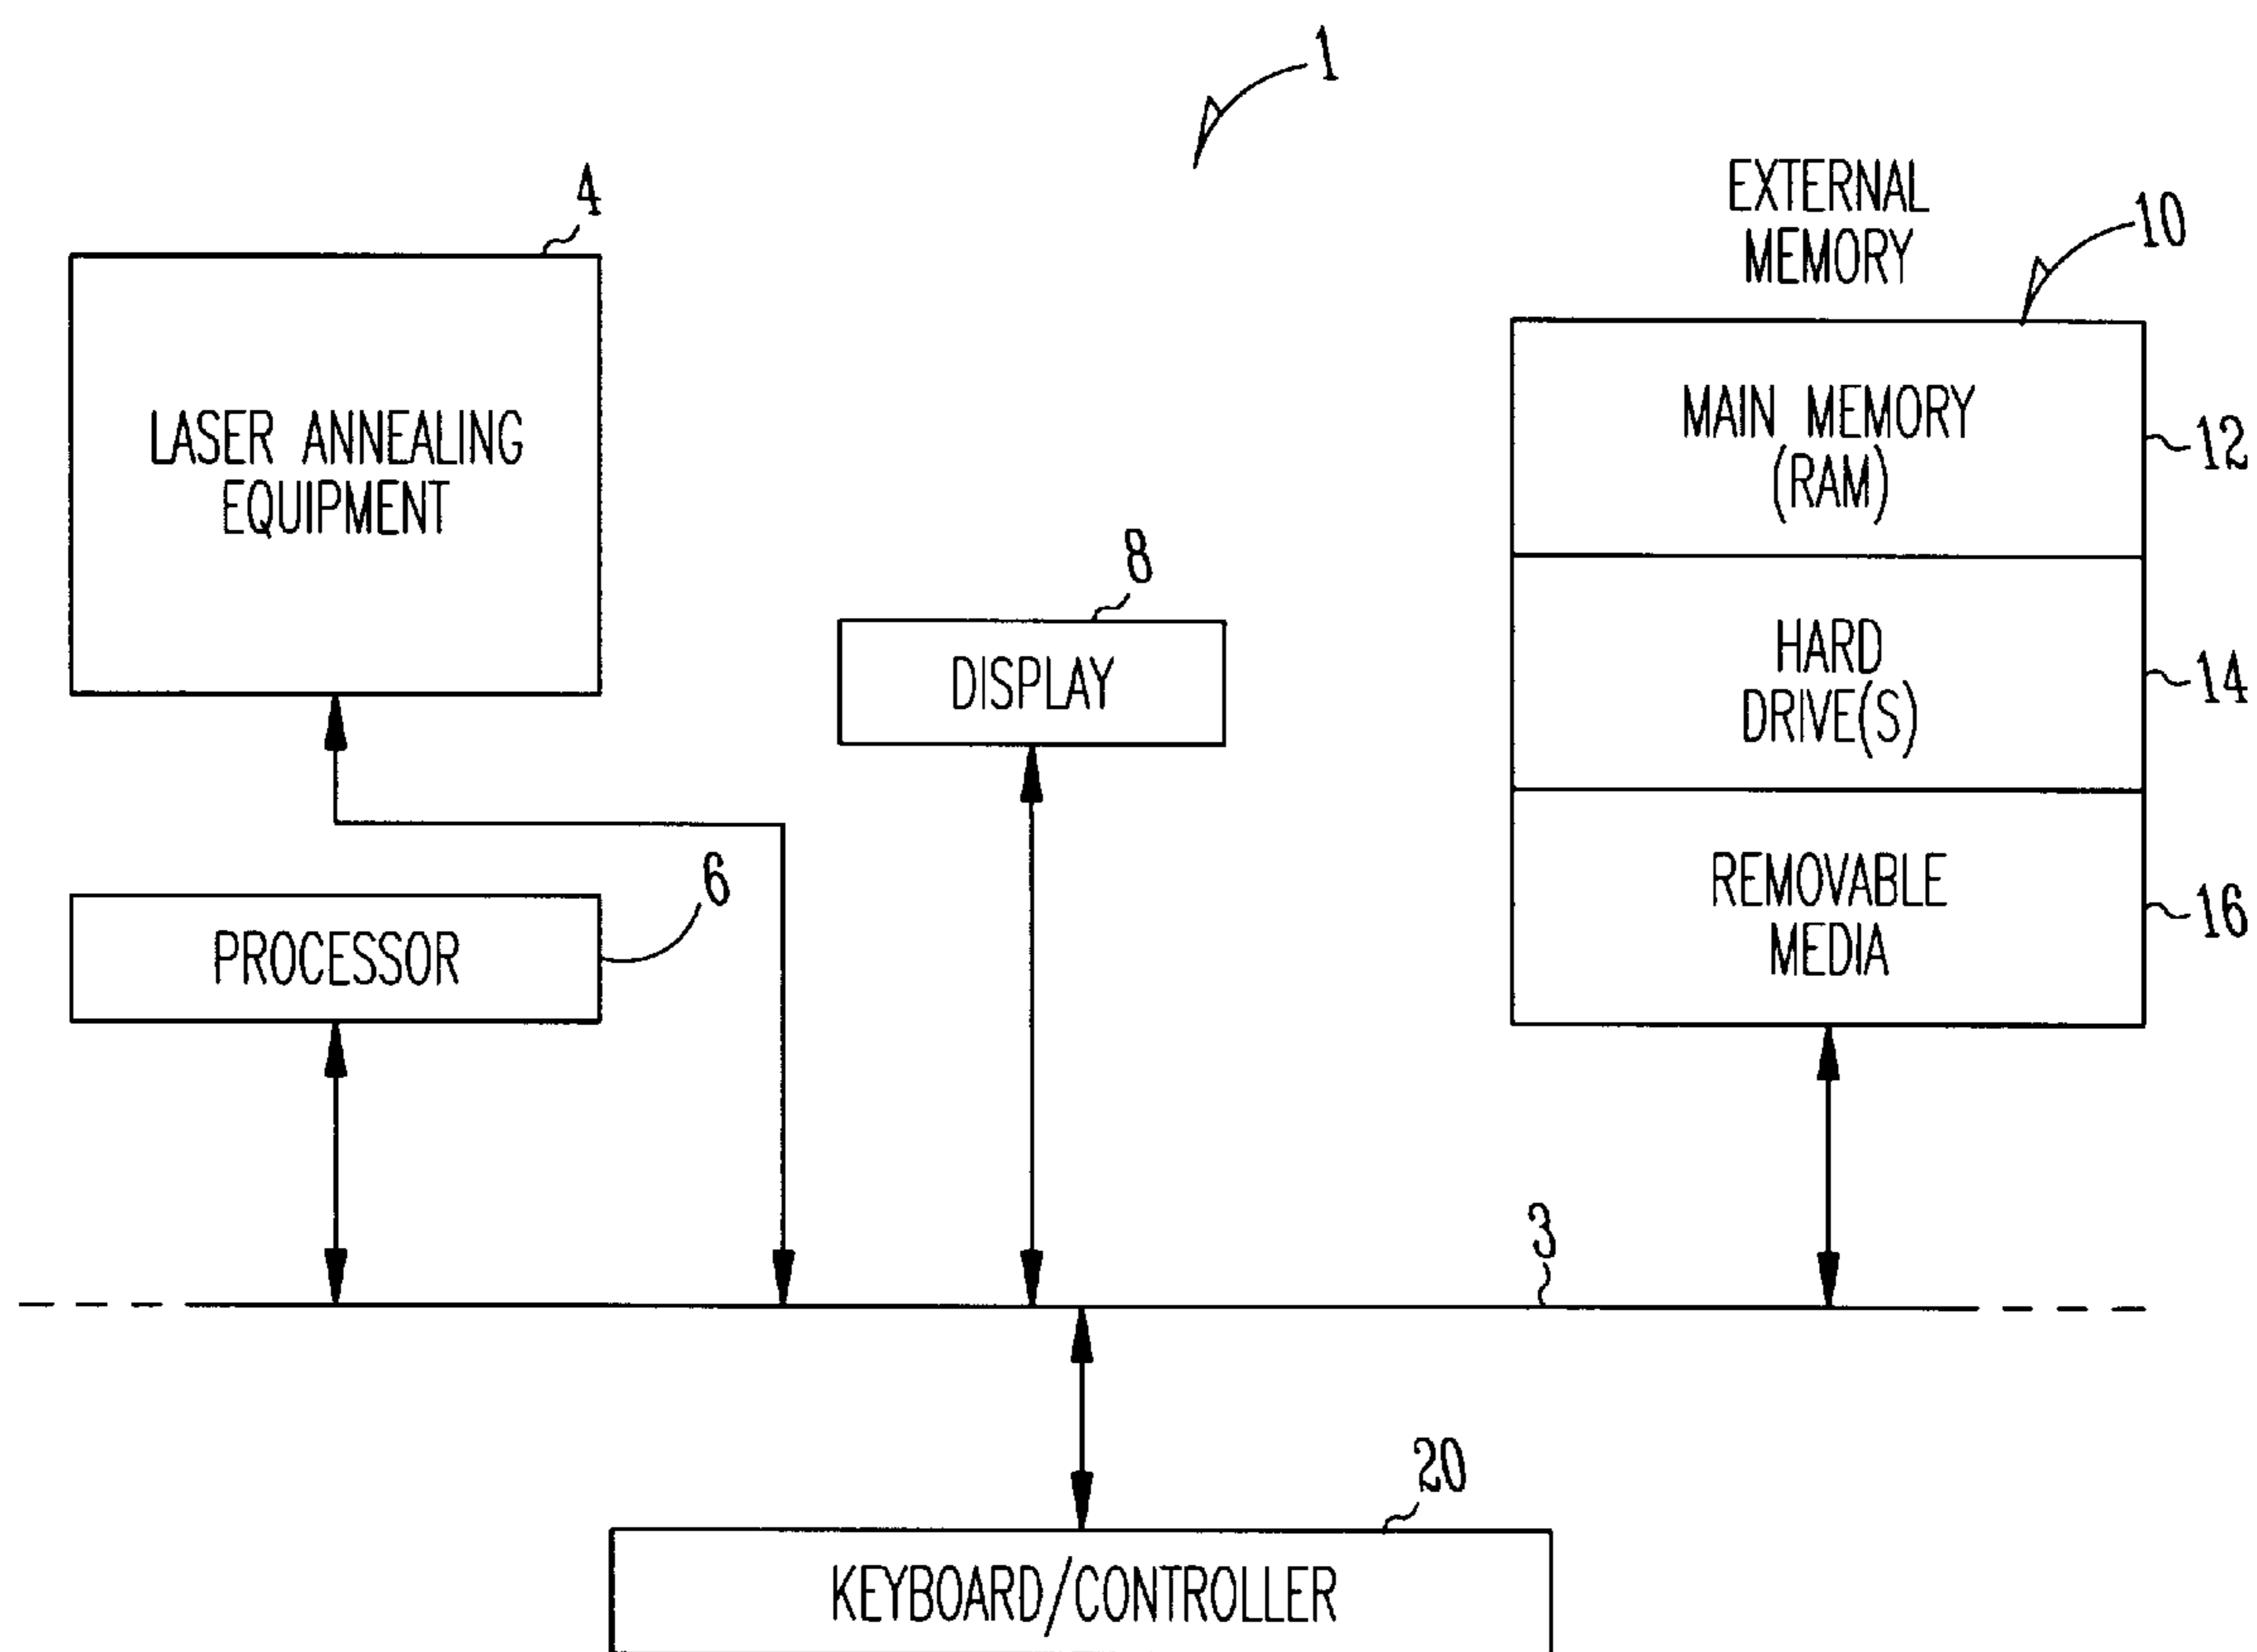 1
4
EXTERNAL
MEMORY
10
LASER ANNEALING
EQUIPMENT
MAIN MEMORY
(RAM)
12
8
DISPLAY
HARD
DRIVE(S)
14
6
PROCESSOR
REMOVABLE
MEDIA
16
3
20
KEYBOARD/CONTROLLER